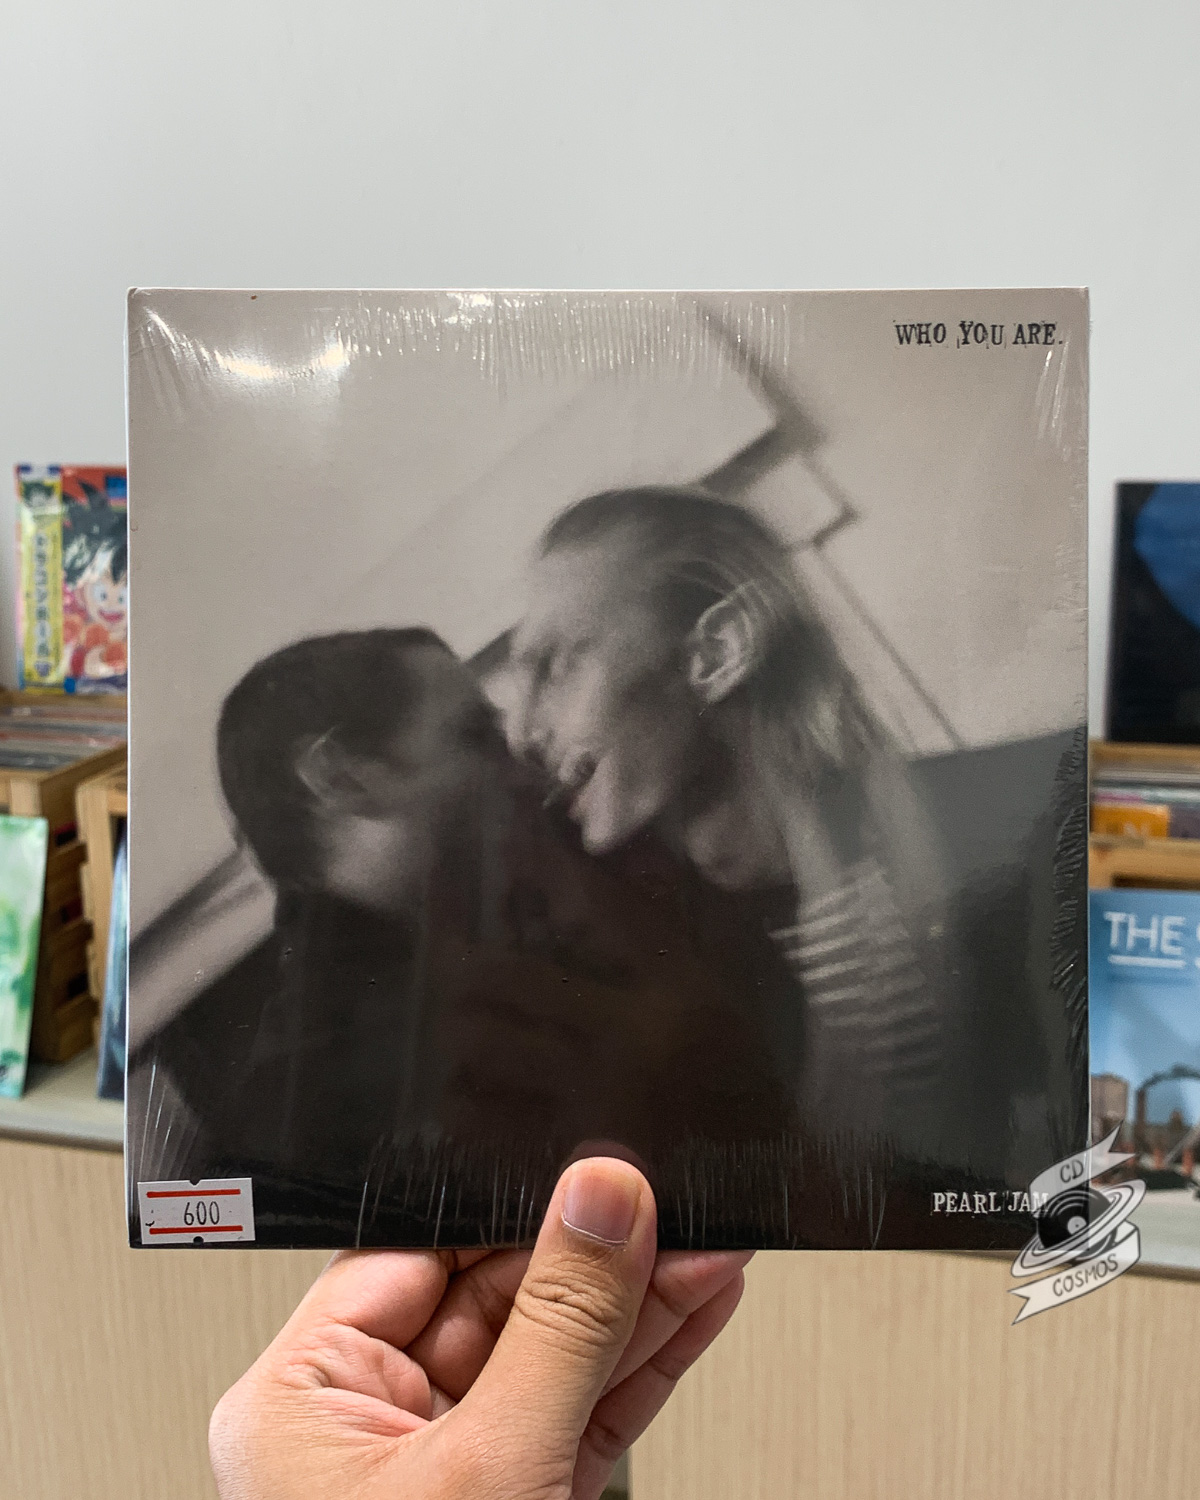 WHO YOU ARE.
THE
600
PEARL JAM
CD
COSMOS